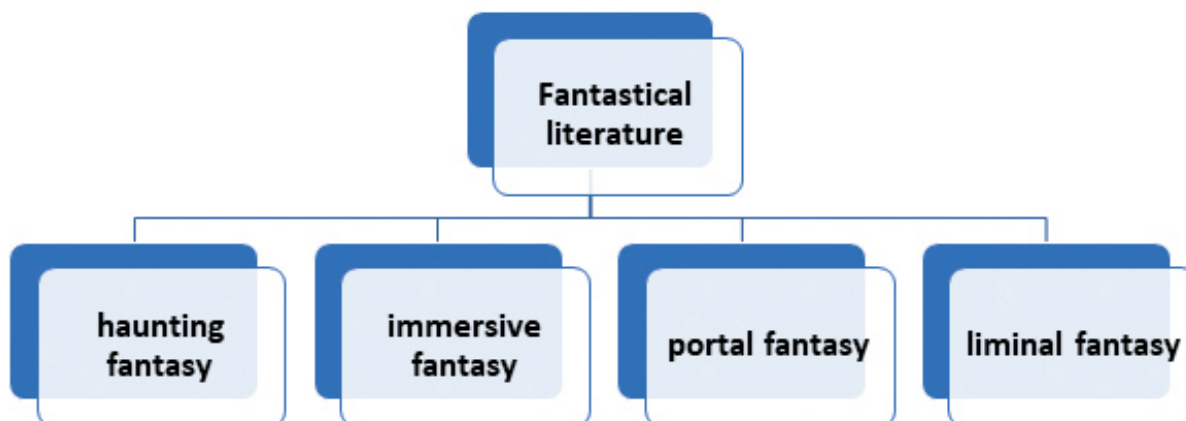 Fantastical
literature
haunting
fantasy
immersive
fantasy
portal fantasy
liminal fantasy